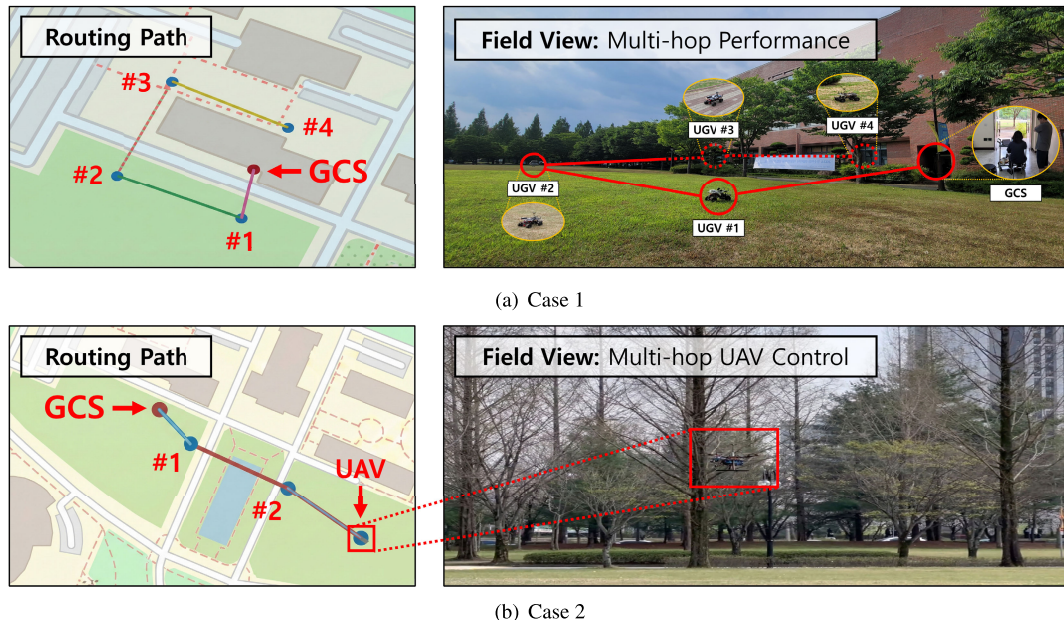 Routing Path
#3
#4
#2
GCS
#1
Field View: Multi-hop Performance
UGV #3
UGV #4
UGV #2
UGV #1
GCS
(a) Case 1
Routing Path
GCS
#1
#2
UAV
Field View: Multi-hop UAV Control
(b) Case 2